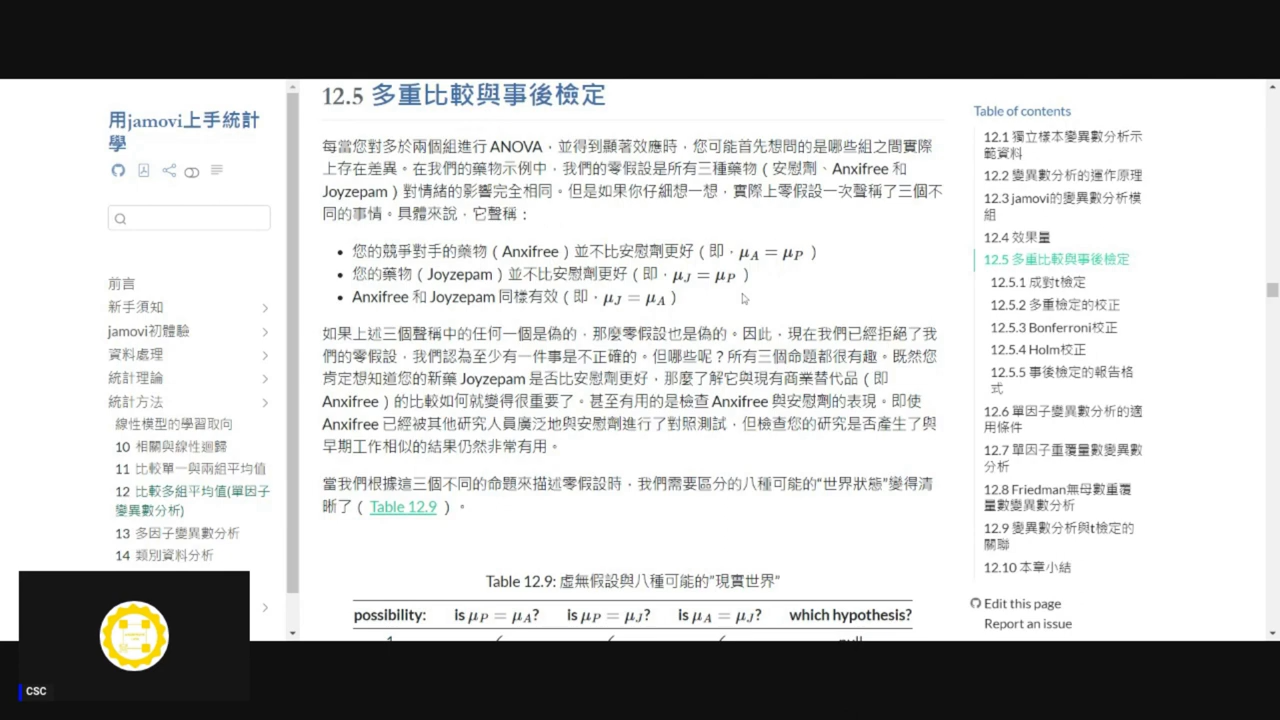 用jamovi上手統計
學
前言
新手須知
jamovi初體驗
資料處理
統計理論
統計方法
線性模型的學習取向
10 相關與線性迴歸
11 比較單一與兩組平均值
12 比較多組平均值(單因子
變異數分析)
13 多因子變異數分析
14 類別資料分析
12.5 多重比較與事後檢定
每當您對多於兩個組進行 ANOVA，並得到顯著效應時，您可能首先想問的是哪些組之間實際
上存在差異。在我們的藥物示例中，我們的零假設是所有三種藥物（安慰劑、Anxifree 和
Joyzepam）對情緒的影響完全相同。但是如果你仔細想一想，實際上零假設一次聲稱了三個不
同的事情。具體來說，它聲稱：
• 您的競爭對手的藥物（Anxifree）並不比安慰劑更好（即，μA = μP ）
• 您的藥物（Joyzepam）並不比安慰劑更好（即，μJ = μP ）
• Anxifree 和 Joyzepam 同樣有效（即，μJ = μA）
如果上述三個聲稱中的任何一個是偽的，那麼零假設也是偽的。因此，現在我們已經拒絕了我
們的零假設，我們認為至少有一件事是不正確的。但哪些呢？所有三個命題都很有趣。既然您
肯定想知道您的新藥 Joyzepam 是否比安慰劑更好，那麼了解它與現有商業替代品（即
Anxifree）的比較如何就變得很重要了。甚至有用的是檢查 Anxifree 與安慰劑的表現。即使
Anxifree 已經被其他研究人員廣泛地與安慰劑進行了對照測試，但檢查您的研究是否產生了與
早期工作相似的結果仍然非常有用。
當我們根據這三個不同的命題來描述零假設時，我們需要區分的八種可能的“世界狀態”變得清
晰了（ Table 12.9 ）。
Table 12.9: 虛無假設與八種可能的”現實世界”
possibility: is μP = μA? is μP = μJ? is μA = μJ? which hypothesis?
Table of contents
12.1 獨立樣本變異數分析示
範資料
12.2 變異數分析的運作原理
12.3 jamovi的變異數分析模
組
12.4 效果量
12.5 多重比較與事後檢定
12.5.1 成對t檢定
12.5.2 多重檢定的校正
12.5.3 Bonferroni校正
12.5.4 Holm校正
12.5.5 事後檢定的報告格
式
12.6 單因子變異數分析的適
用條件
12.7 單因子重覆量數變異數
分析
12.8 Friedman無母數重覆
量數變異數分析
12.9 變異數分析與t檢定的
關聯
12.10 本章小結
Edit this page
Report an issue
CSC